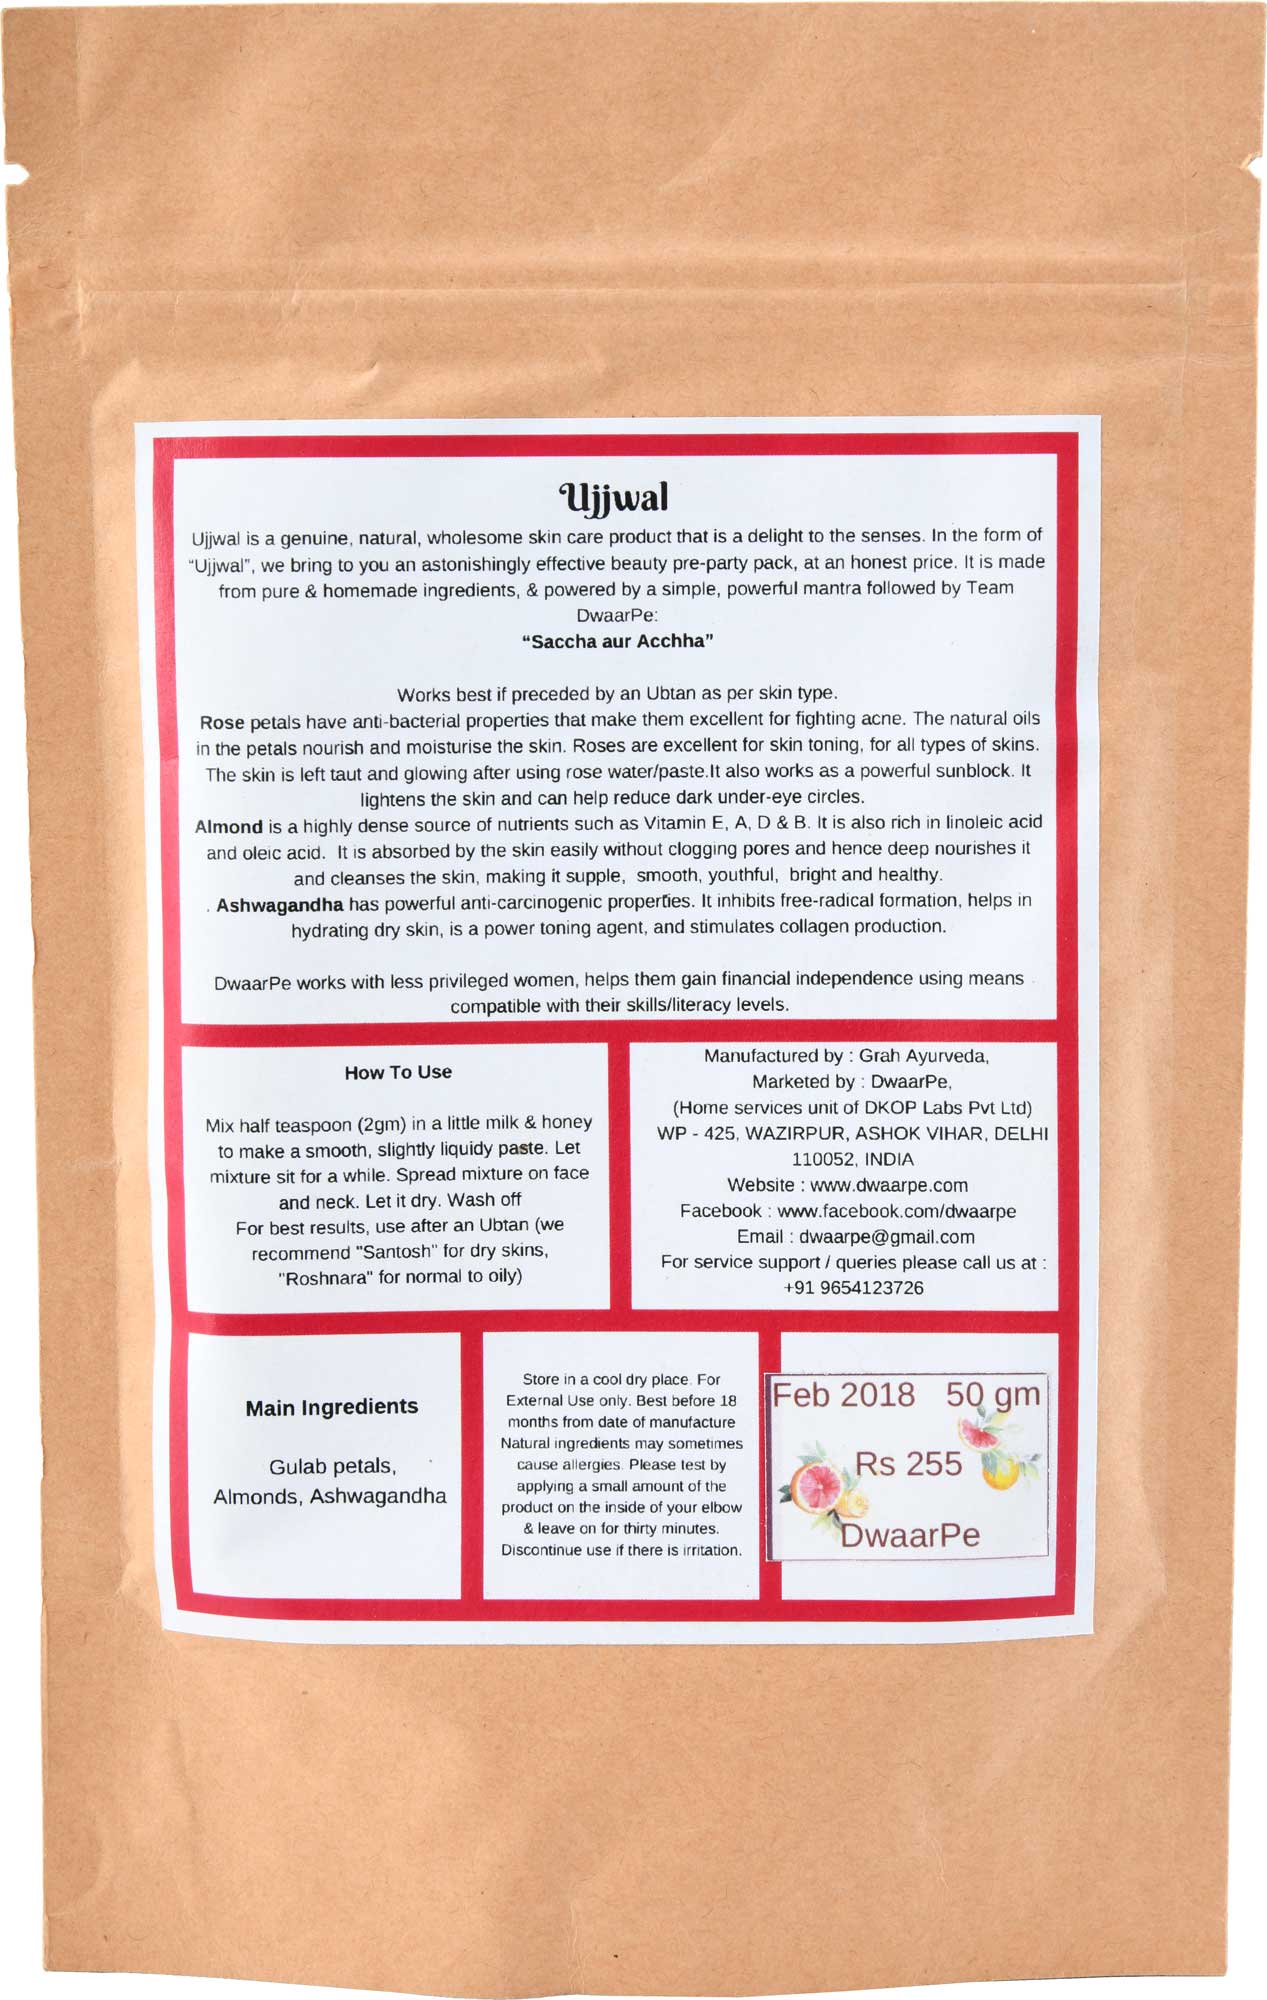 Ujjwal
Ujjwal is a genuine, natural, wholesome skin care product that is a delight to the senses. In the form of
“Ujjwal”, we bring to you an astonishingly effective beauty pre-party pack, at an honest price. It is made
from pure & homemade ingredients, & powered by a simple, powerful mantra followed by Team
DwaarPe:
“Saccha aur Acchha”
Works best if preceded by an Ubtan as per skin type.
Rose petals have anti-bacterial properties that make them excellent for fighting acne. The natural oils
in the petals nourish and moisturise the skin. Roses are excellent for skin toning, for all types of skins.
The skin is left taut and glowing after using rose water/paste.It also works as a powerful sunblock. It
lightens the skin and can help reduce dark under-eye circles.
Almond is a highly dense source of nutrients such as Vitamin E, A, D & B. It is also rich in linoleic acid
and oleic acid.  It is absorbed by the skin easily without clogging pores and hence deep nourishes it
and cleanses the skin, making it supple,  smooth, youthful,  bright and healthy.
. Ashwagandha has powerful anti-carcinogenic properties. It inhibits free-radical formation, helps in
hydrating dry skin, is a power toning agent, and stimulates collagen production.
DwaarPe works with less privileged women, helps them gain financial independence using means
compatible with their skills/literacy levels.
How To Use
Mix half teaspoon (2gm) in a little milk & honey
to make a smooth, slightly liquidy paste. Let
mixture sit for a while. Spread mixture on face
and neck. Let it dry. Wash off
For best results, use after an Ubtan (we
recommend "Santosh" for dry skins,
"Roshnara" for normal to oily)
Manufactured by : Grah Ayurveda,
Marketed by : DwaarPe,
(Home services unit of DKOP Labs Pvt Ltd)
WP - 425, WAZIRPUR, ASHOK VIHAR, DELHI
110052, INDIA
Website : www.dwaarpe.com
Facebook : www.facebook.com/dwaarpe
Email : dwaarpe@gmail.com
For service support / queries please call us at :
+91 9654123726
Main Ingredients
Gulab petals,
Almonds, Ashwagandha
Store in a cool dry place. For
External Use only. Best before 18
months from date of manufacture
Natural ingredients may sometimes
cause allergies. Please test by
applying a small amount of the
product on the inside of your elbow
& leave on for thirty minutes.
Discontinue use if there is irritation.
Feb 2018 50 gm
Rs 255
DwaarPe